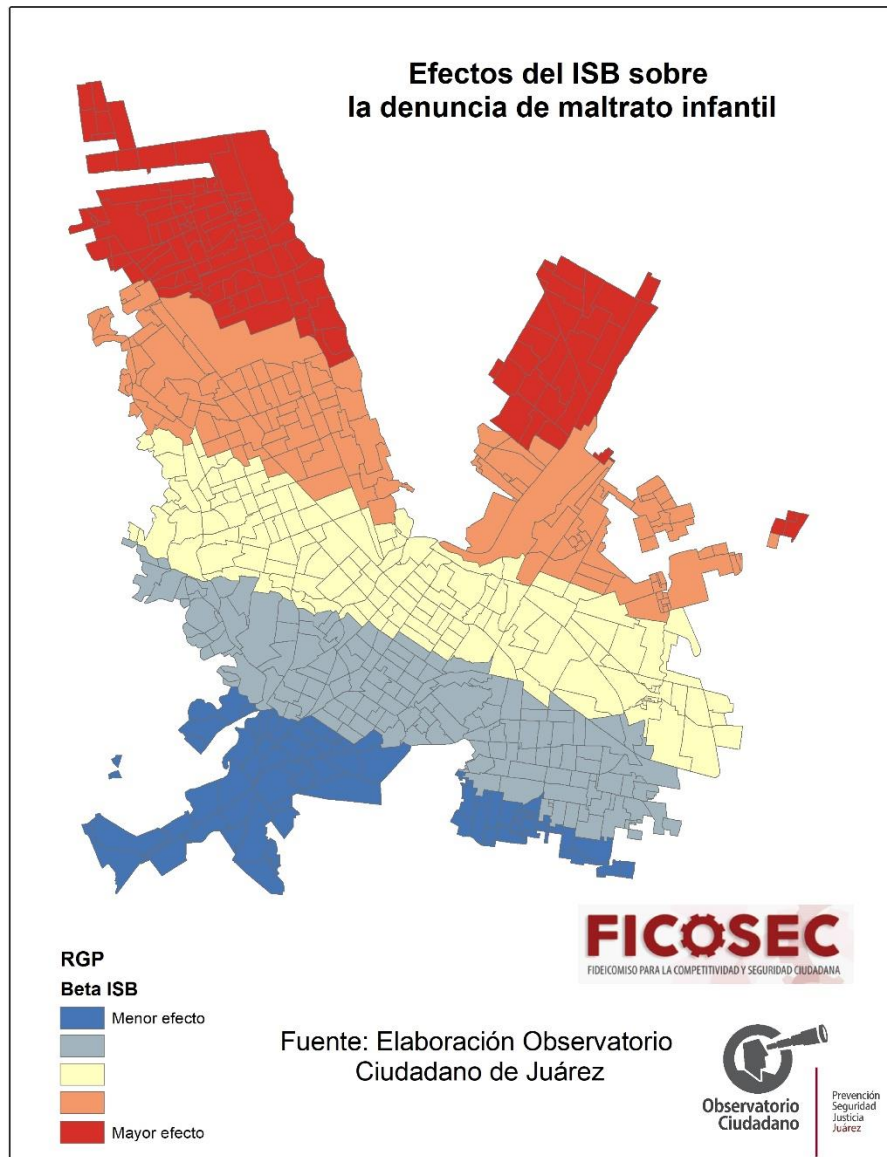 Efectos del ISB sobre
la denuncia de maltrato infantil
FICOSEC
FIDEICOMISO PARA LA COMPETITIVIDAD Y SEGURIDAD CIUDADANA
RGP
Beta ISB
Menor efecto
Mayor efecto
Fuente: Elaboración Observatorio
Ciudadano de Juárez
Observatorio
Ciudadano
Prevención
Seguridad
Justicia
Juárez